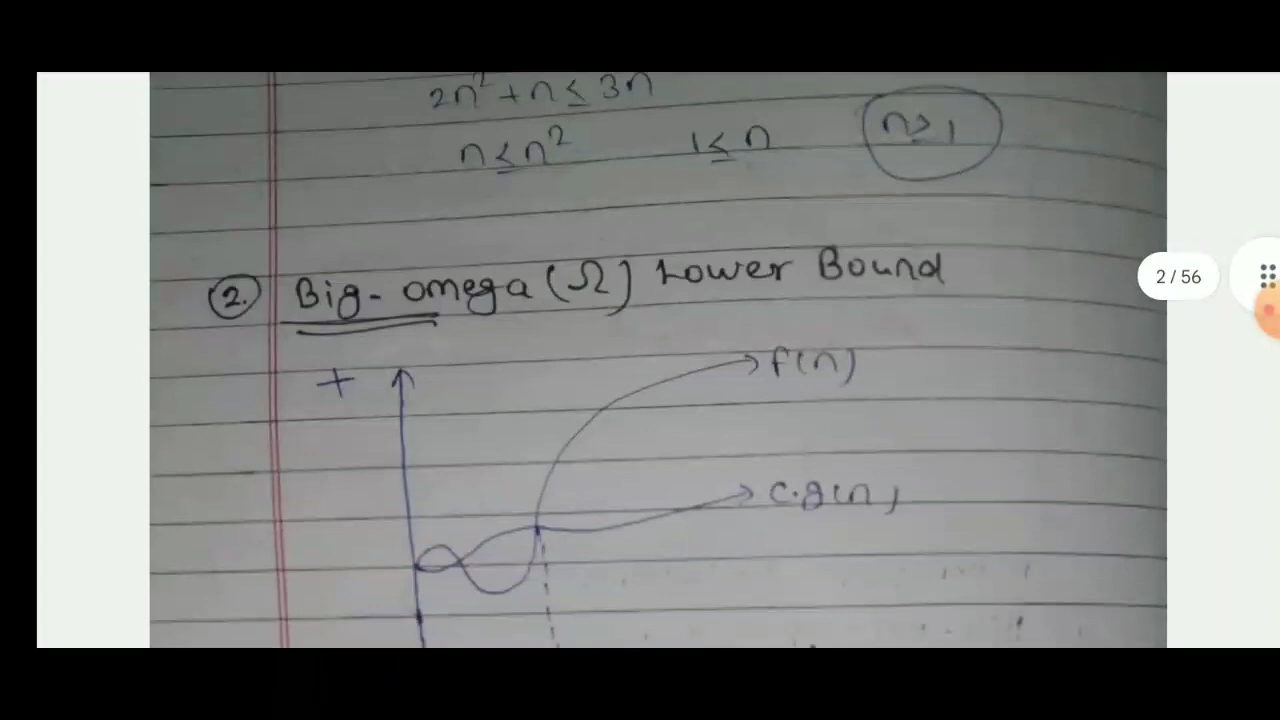 2n² + n ≤ 3n
n ≤ n² 1 ≤ n n ≥ 1
2. Big-omega (Ω) Lower Bound
2 / 56
+ f(n)
c.g(n)